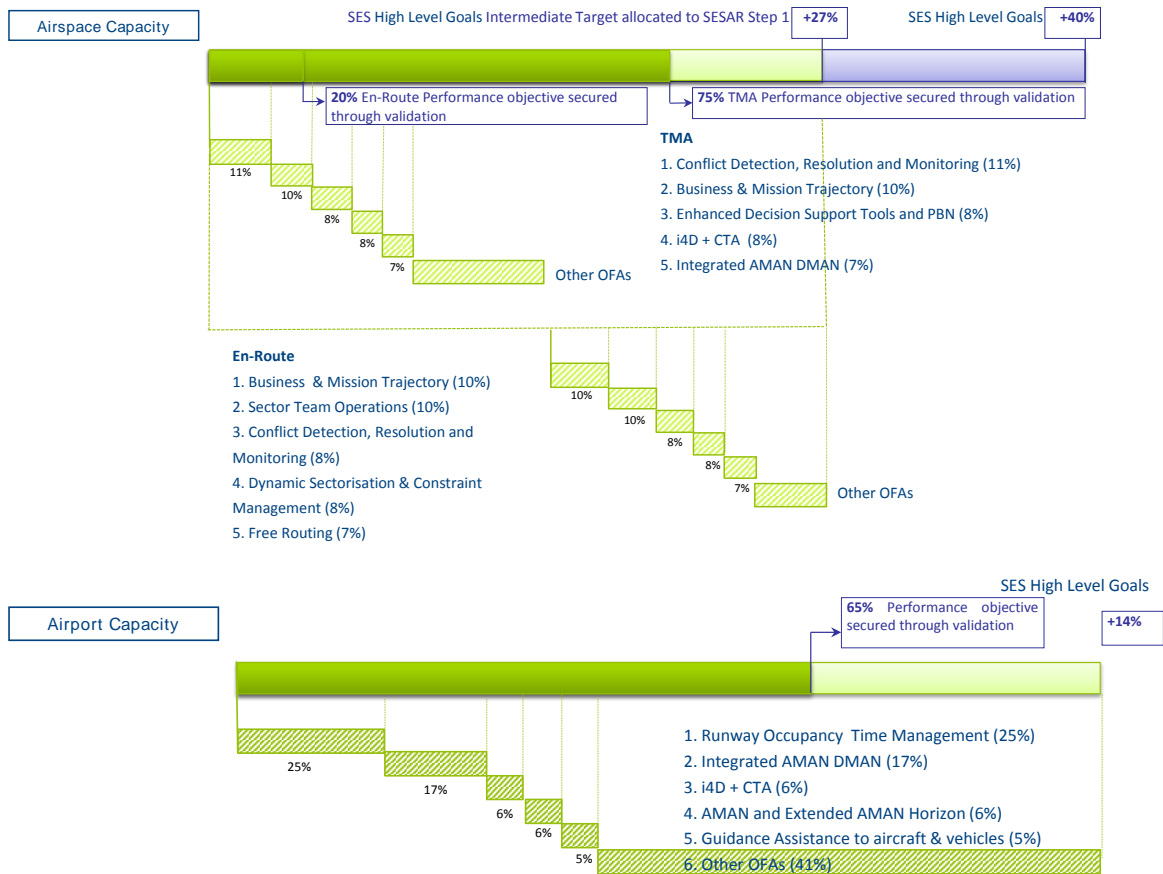 Airspace Capacity
SES High Level Goals Intermediate Target allocated to SESAR Step 1
+27%
SES High Level Goals
+40%
20% En-Route Performance objective secured
through validation
75% TMA Performance objective secured through validation
11%
10%
8%
8%
7%
Other OFAs
TMA
1. Conflict Detection, Resolution and Monitoring (11%)
2. Business & Mission Trajectory (10%)
3. Enhanced Decision Support Tools and PBN (8%)
4. i4D + CTA (8%)
5. Integrated AMAN DMAN (7%)
En-Route
1. Business & Mission Trajectory (10%)
2. Sector Team Operations (10%)
3. Conflict Detection, Resolution and
Monitoring (8%)
4. Dynamic Sectorisation & Constraint
Management (8%)
5. Free Routing (7%)
10%
10%
8%
8%
7%
Other OFAs
Airport Capacity
SES High Level Goals
+14%
65% Performance objective
secured through validation
25%
17%
6%
6%
5%
1. Runway Occupancy Time Management (25%)
2. Integrated AMAN DMAN (17%)
3. i4D + CTA (6%)
4. AMAN and Extended AMAN Horizon (6%)
5. Guidance Assistance to aircraft & vehicles (5%)
6. Other OFAs (41%)